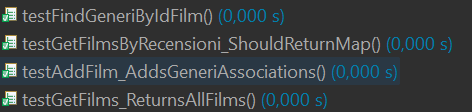 testFindGeneriByIdFilm() (0,000 s)
testGetFilmsByRecensioni_ShouldReturnMap() (0,000 s)
testAddFilm_AddsGeneriAssociations() (0,000 s)
testGetFilms_ReturnsAllFilms() (0,000 s)